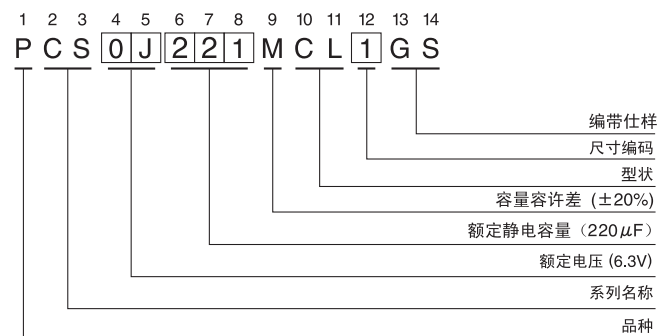 1 2 3 4 5 6 7 8 9 10 11 12 13 14
P C S 0 J 2 2 1 M C L 1 G S
编带仕样
尺寸编码
型状
容量容许差 (±20%)
额定静电容量（220μF）
额定电压 (6.3V)
系列名称
品种